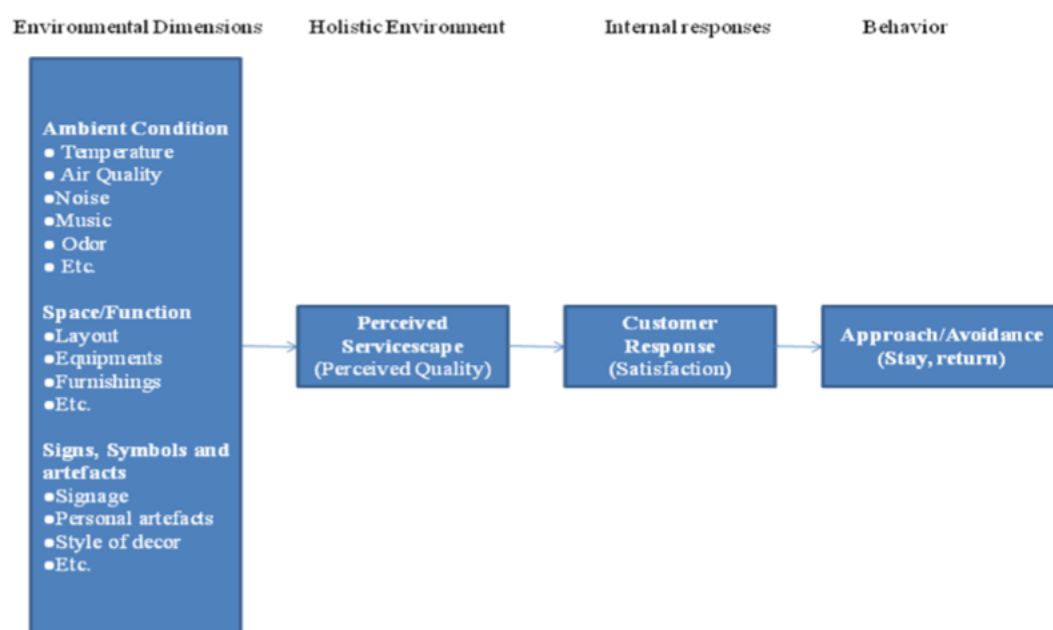 Environmental Dimensions
Holistic Environment
Internal responses
Behavior
Ambient Condition
● Temperature
● Air Quality
●Noise
●Music
● Odor
● Etc.
Space/Function
●Layout
●Equipments
●Furnishings
●Etc.
Signs, Symbols and
artefacts
●Signage
●Personal artefacts
●Style of decor
●Etc.
Perceived
Servicescape
(Perceived Quality)
Customer
Response
(Satisfaction)
Approach/Avoidance
(Stay, return)